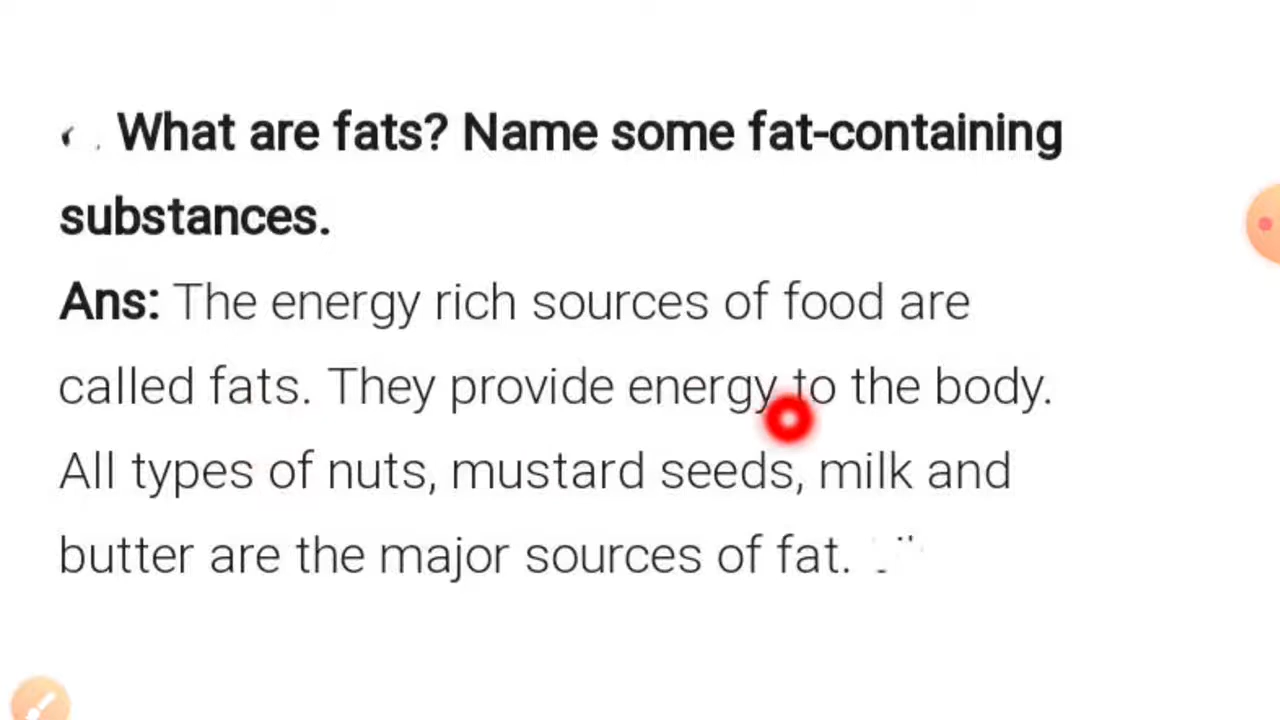 What are fats? Name some fat-containing
substances.
Ans: The energy rich sources of food are
called fats. They provide energy to the body.
All types of nuts, mustard seeds, milk and
butter are the major sources of fat.